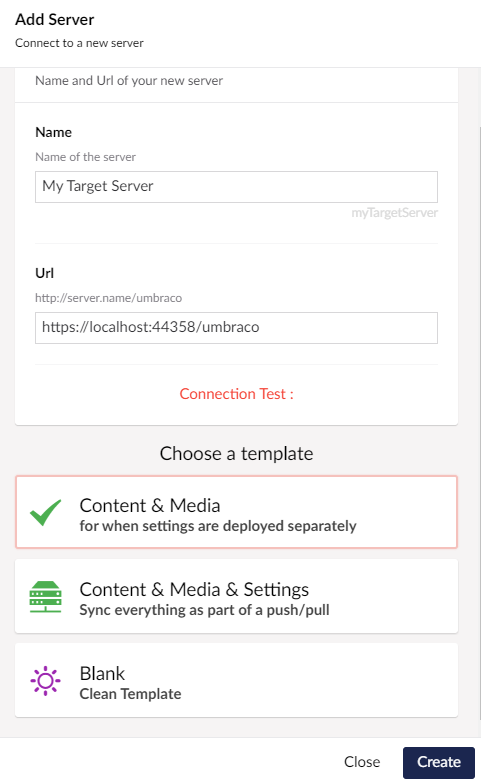 Add Server
Connect to a new server
Name and Url of your new server
Name
Name of the server
My Target Server
myTargetServer
Url
http://server.name/umbraco
https://localhost:44358/umbraco
Connection Test :
Choose a template
Content & Media
for when settings are deployed separately
Content & Media & Settings
Sync everything as part of a push/pull
Blank
Clean Template
Close
Create